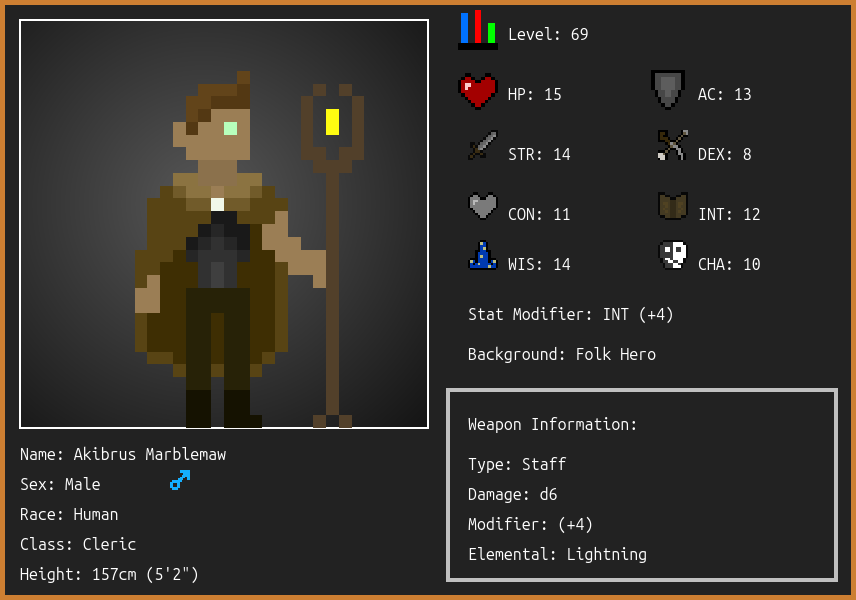 Level: 69
HP: 15
AC: 13
STR: 14
DEX: 8
CON: 11
INT: 12
WIS: 14
CHA: 10
Stat Modifier: INT (+4)
Background: Folk Hero
Weapon Information:
Type: Staff
Damage: d6
Modifier: (+4)
Elemental: Lightning
Name: Akibrus Marblemaw
Sex: Male
Race: Human
Class: Cleric
Height: 157cm (5'2")